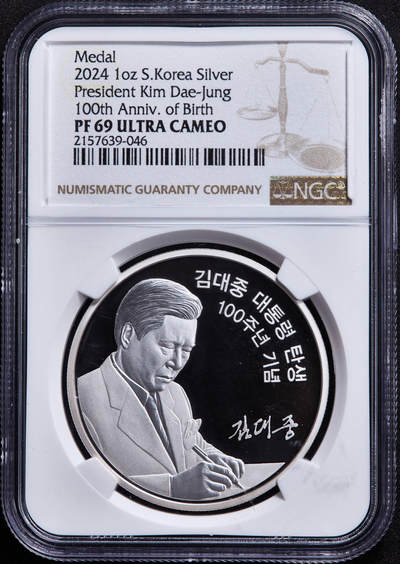 Medal
2024 1oz S.Korea Silver
President Kim Dae-Jung
100th Anniv. of Birth
PF 69 ULTRA CAMEO
2157639-046
NUMISMATIC GUARANTY COMPANY
NGC
김대중 대통령 탄생
100주년 기념
김대중